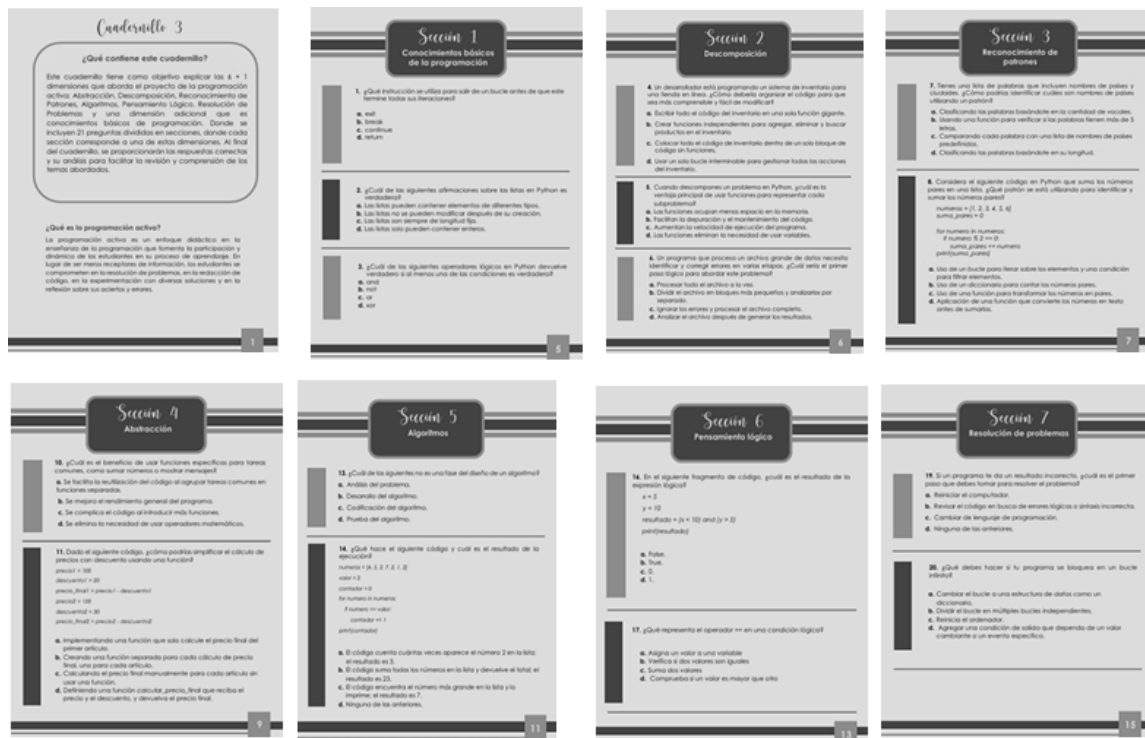 Cuadernillo 3
¿Qué contiene este cuadernillo?
Este cuadernillo tiene como objetivo explicar las 6 + 1
dimensiones que aborda el proyecto de la programación
activa: Abstracción, Descomposición, Reconocimiento de
Patrones, Algoritmos, Pensamiento Lógico, Resolución de
Problemas y una dimensión adicional que es
conocimientos básicos de programación. Donde se
incluyen 21 preguntas divididas en secciones, donde cada
sección corresponde a una de estas dimensiones. Al final
del cuadernillo, se proporcionarán las respuestas correctas
y su análisis para facilitar la revisión y comprensión de los
temas abordados.
¿Qué es la programación activa?
La programación activa es un enfoque didáctico en la
enseñanza de la programación que fomenta la participación y
dinámica de los estudiantes en su proceso de aprendizaje. En
lugar de ser meros receptores de información, los estudiantes se
comprometen en la resolución de problemas, en la redacción de
código, en la experimentación con diversas soluciones y en la
reflexión sobre sus aciertos y errores.
1
Sección 1
Conocimientos básicos
de la programación
1. ¿Qué instrucción se utiliza para salir de un bucle antes de que este
termine todas sus iteraciones?
a. exit
b. break
c. continue
d. return
2. ¿Cuál de las siguientes afirmaciones sobre las listas en Python es
verdadera?
a. Las listas pueden contener elementos de diferentes tipos.
b. Las listas no se pueden modificar después de su creación.
c. Las listas son siempre de longitud fija.
d. Las listas solo pueden contener enteros.
3. ¿Cuál de los siguientes operadores lógicos en Python devuelve
verdadero si al menos una de las condiciones es verdadera?
a. and
b. not
c. or
d. xor
5
Sección 2
Descomposición
4. Un desarrollador está programando un sistema de inventario para
una tienda en línea. ¿Cómo debería organizar el código para que
sea más comprensible y fácil de modificar?
a. Escribir todo el código del inventario en una sola función gigante.
b. Crear funciones independientes para agregar, eliminar y buscar
productos en el inventario
c. Colocar todo el código de inventario dentro de un solo bloque de
código sin funciones.
d. Usar un solo bucle interminable para gestionar todas las acciones
del inventario.
5. Cuando descompones un problema en Python, ¿cuál es la
ventaja principal de usar funciones para representar cada
subproblema?
a. Las funciones ocupan menos espacio en la memoria.
b. Facilitan la depuración y el mantenimiento del código.
c. Aumentan la velocidad de ejecución del programa.
d. Las funciones eliminan la necesidad de usar variables.
6. Un programa que procesa un archivo grande de datos necesita
identificar y corregir errores en varias etapas. ¿Cuál sería el primer
paso lógico para abordar este problema?
a. Procesar todo el archivo a la vez.
b. Dividir el archivo en bloques más pequeños y analizarlos por
separado.
c. Ignorar los errores y procesar el archivo completo.
d. Analizar el archivo después de generar los resultados.
6
Sección 3
Reconocimiento de
patrones
7. Tienes una lista de palabras que incluyen nombres de países y
ciudades. ¿Cómo podrías identificar cuáles son nombres de países
utilizando un patrón?
a. Clasificando las palabras basándote en la cantidad de vocales.
b. Usando una función para verificar si las palabras tienen más de 5
letras.
c. Comparando cada palabra con una lista de nombres de países
predefinidos.
d. Clasificando las palabras basándote en su longitud.
8. Considera el siguiente código en Python que suma los números
pares en una lista. ¿Qué patrón se está utilizando para identificar y
sumar los números pares?
numeros = [1, 2, 3, 4, 5, 6]
suma_pares = 0
for numero in numeros:
if numero % 2 == 0:
suma_pares += numero
print(suma_pares)
a. Uso de un bucle para iterar sobre los elementos y una condición
para filtrar elementos.
b. Uso de un diccionario para contar los números pares.
c. Uso de una función para transformar los números en pares.
d. Aplicación de una función que convierte los números en texto
antes de sumarlos.
7
Sección 4
Abstracción
10. ¿Cuál es el beneficio de usar funciones específicas para tareas
comunes, como sumar números o mostrar mensajes?
a. Se facilita la reutilización del código al agrupar tareas comunes en
funciones separadas.
b. Se mejora el rendimiento general del programa.
c. Se complica el código al introducir más funciones.
d. Se elimina la necesidad de usar operadores matemáticos.
11. Dado el siguiente código, ¿cómo podrías simplificar el cálculo de
precios con descuento usando una función?
precio1 = 100
descuento1 = 20
precio_final1 = precio1 - descuento1
precio2 = 150
descuento2 = 30
precio_final2 = precio2 - descuento2
a. Implementando una función que solo calcule el precio final del
primer artículo.
b. Creando una función separada para cada cálculo de precio
final, una para cada artículo.
c. Calculando el precio final manualmente para cada artículo sin
usar una función.
d. Definiendo una función calcular_precio_final que reciba el
precio y el descuento, y devuelva el precio final.
9
Sección 5
Algoritmos
13. ¿Cuál de las siguientes no es una fase del diseño de un algoritmo?
a. Análisis del problema.
b. Desarrollo del algoritmo.
c. Codificación del algoritmo.
d. Prueba del algoritmo.
14. ¿Qué hace el siguiente código y cuál es el resultado de la
ejecución?
valor = 2
contador = 0
for numero in numeros:
if numero == valor:
contador += 1
print(contador)
a. El código cuenta cuántas veces aparece el número 2 en la lista;
el resultado es 3.
b. El código suma todos los números en la lista y devuelve el total; el
resultado es 23.
c. El código encuentra el número más grande en la lista y lo
imprime; el resultado es 7.
d. Ninguna de las anteriores.
11
Sección 6
Pensamiento lógico
16. En el siguiente fragmento de código, ¿cuál es el resultado de la
expresión lógica?
x = 5
y = 10
resultado = (x < 10) and (y > 5)
print(resultado)
a. False.
b. True.
c. 0.
d. 1.
17. ¿Qué representa el operador == en una condición lógica?
a. Asigna un valor a una variable
b. Verifica si dos valores son iguales
c. Suma dos valores
d. Comprueba si un valor es mayor que otro
13
Sección 7
Resolución de problemas
19. Si un programa te da un resultado incorrecto, ¿cuál es el primer
paso que debes tomar para resolver el problema?
a. Reiniciar el computador.
b. Revisar el código en busca de errores lógicos o sintaxis incorrecta.
c. Cambiar de lenguaje de programación.
d. Ninguna de las anteriores.
20. ¿Qué debes hacer si tu programa se bloquea en un bucle
infinito?
a. Cambiar el bucle a una estructura de datos como un
diccionario.
b. Dividir el bucle en múltiples bucles independientes.
c. Reinicia el ordenador.
d. Agregar una condición de salida que dependa de un valor
cambiante o un evento específico.
15